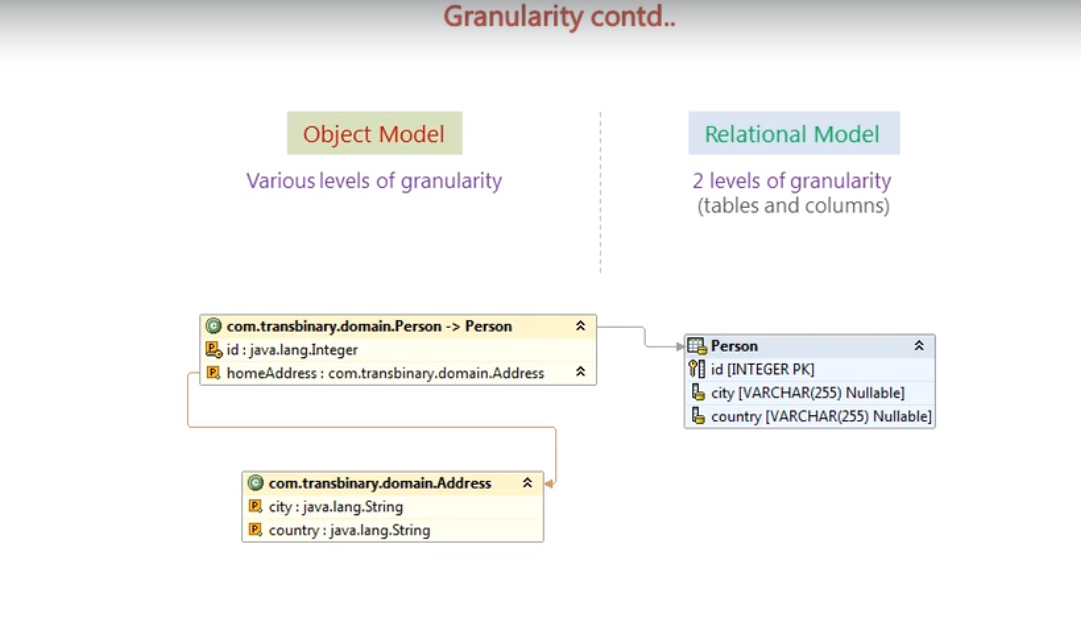 Granularity contd..
Object Model
Various levels of granularity
Relational Model
2 levels of granularity
(tables and columns)
com.transbinary.domain.Person -> Person
id : java.lang.Integer
homeAddress : com.transbinary.domain.Address
com.transbinary.domain.Address
city : java.lang.String
country : java.lang.String
Person
id [INTEGER PK]
city [VARCHAR(255) Nullable]
country [VARCHAR(255) Nullable]